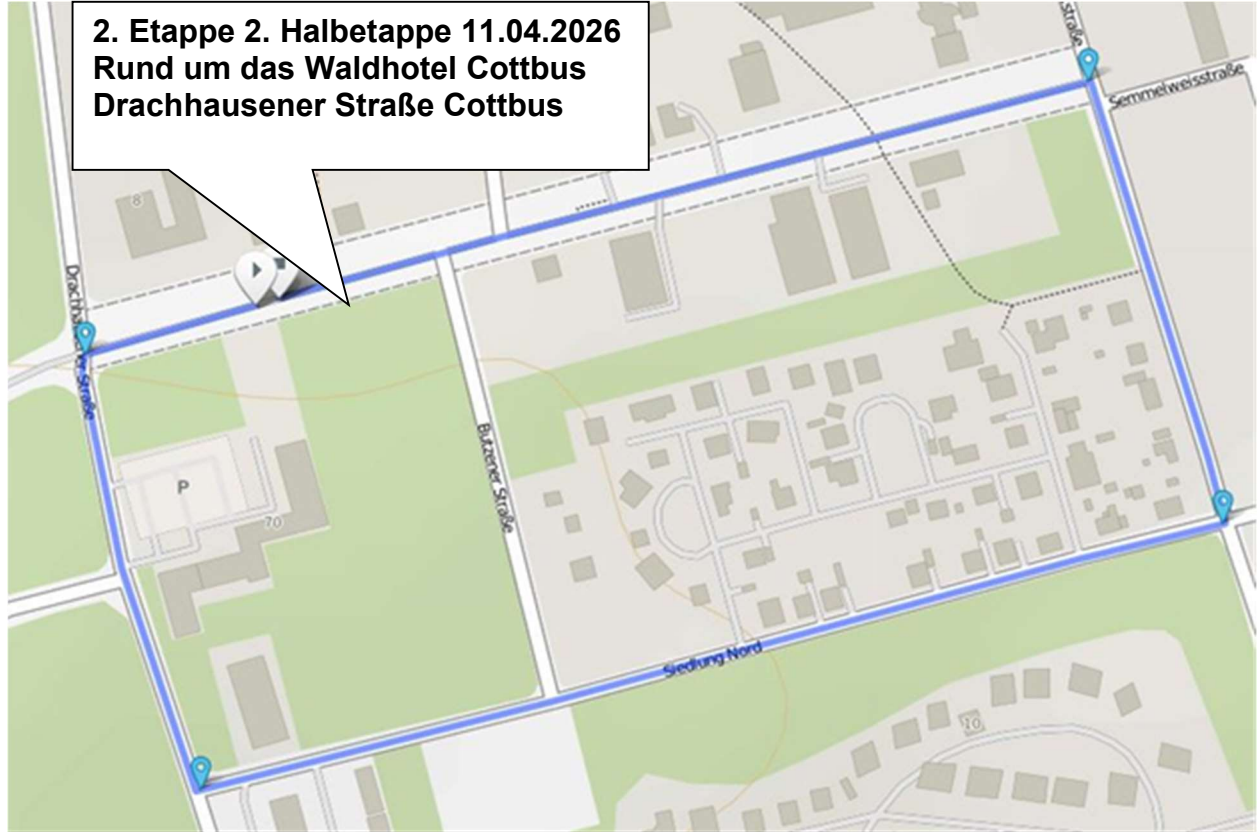 2. Etappe 2. Halbetappe 11.04.2026
Rund um das Waldhotel Cottbus
Drachhausener Straße Cottbus
straße
Semmelweisstraße
8
Drachhausener Straße
Butzener Straße
P
70
Siedlung Nord
10